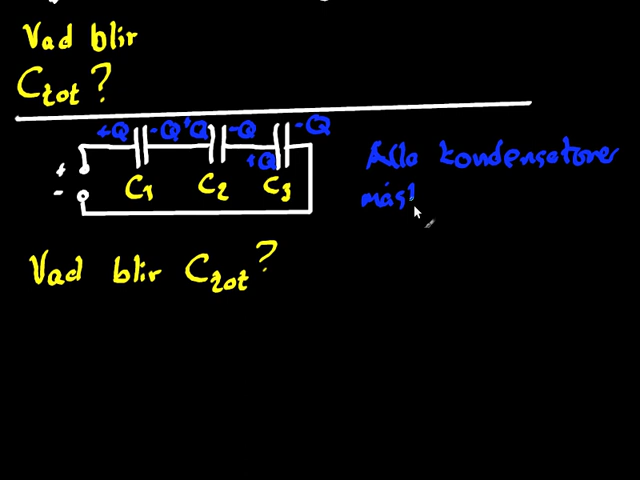 Vad blir
Ctot?
+Q -Q +Q -Q -Q
+Q
+
-
C1 C2 C3
Alla kondensatorer
mås
Vad blir Ctot?